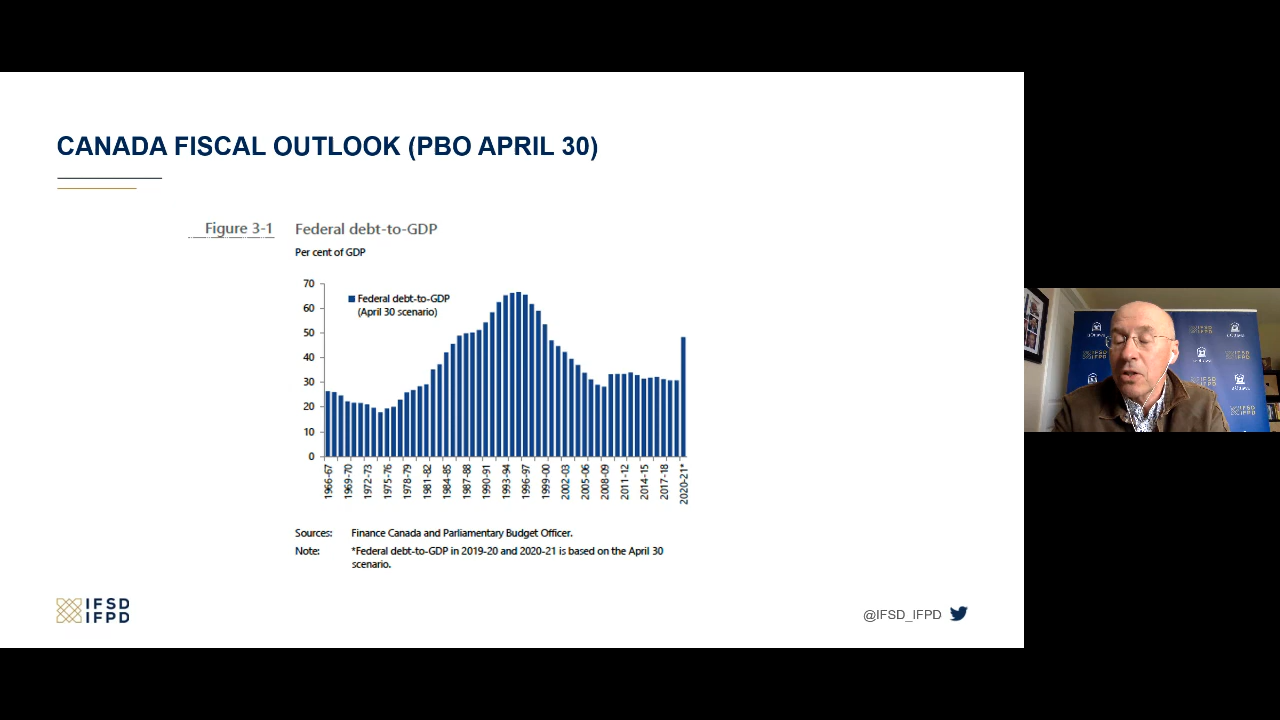 CANADA FISCAL OUTLOOK (PBO APRIL 30)
Figure 3-1
Federal debt-to-GDP
Per cent of GDP
70
60
50
40
30
20
10
0
Federal debt-to-GDP
(April 30 scenario)
1966-67
1969-70
1972-73
1975-76
1978-79
1981-82
1984-85
1987-88
1990-91
1993-94
1996-97
1999-00
2002-03
2005-06
2008-09
2011-12
2014-15
2017-18
2020-21*
Sources: Finance Canada and Parliamentary Budget Officer.
Note: *Federal debt-to-GDP in 2019-20 and 2020-21 is based on the April 30
scenario.
IFSD
IFPD
@IFSD_IFPD
IFSD
IFPD
uOttawa